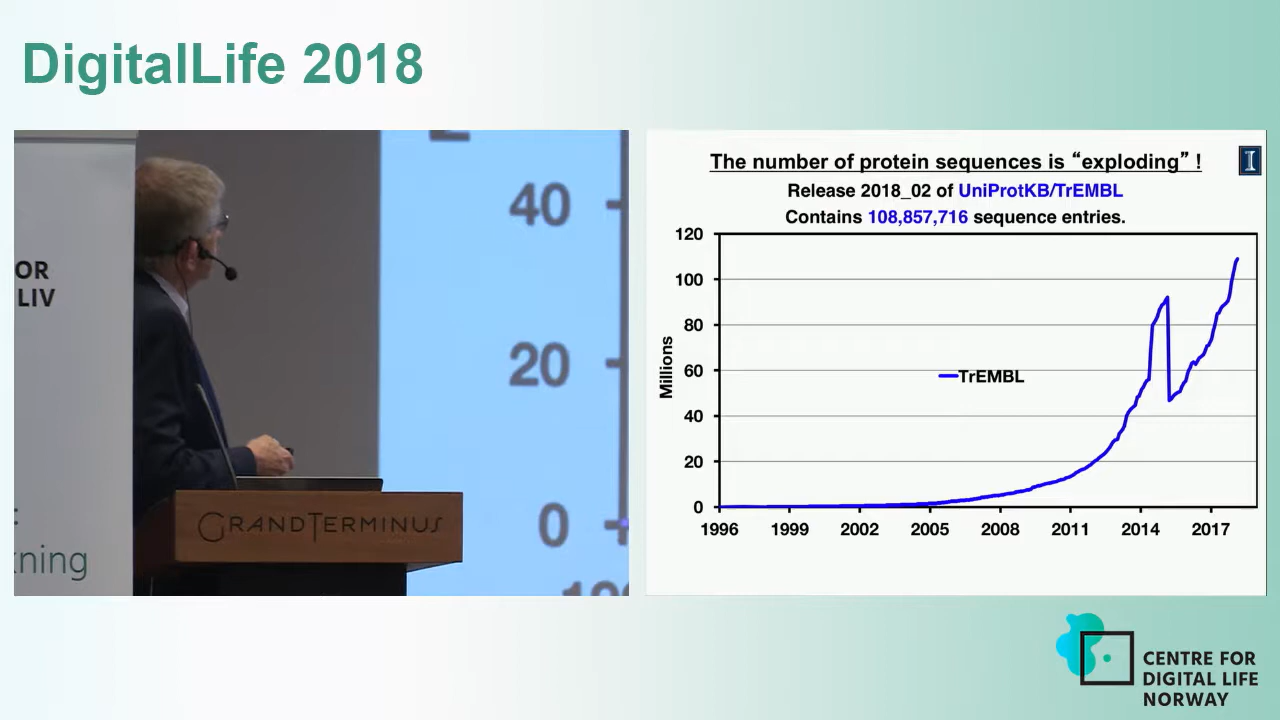 DigitalLife 2018
OR
LIV
kning
40
20
0
GRANDTERMINUS
The number of protein sequences is “exploding” !
Release 2018_02 of UniProtKB/TrEMBL
Contains 108,857,716 sequence entries.
120
100
80
60
40
20
0
Millions
TrEMBL
1996
1999
2002
2005
2008
2011
2014
2017
CENTRE FOR
DIGITAL LIFE
NORWAY